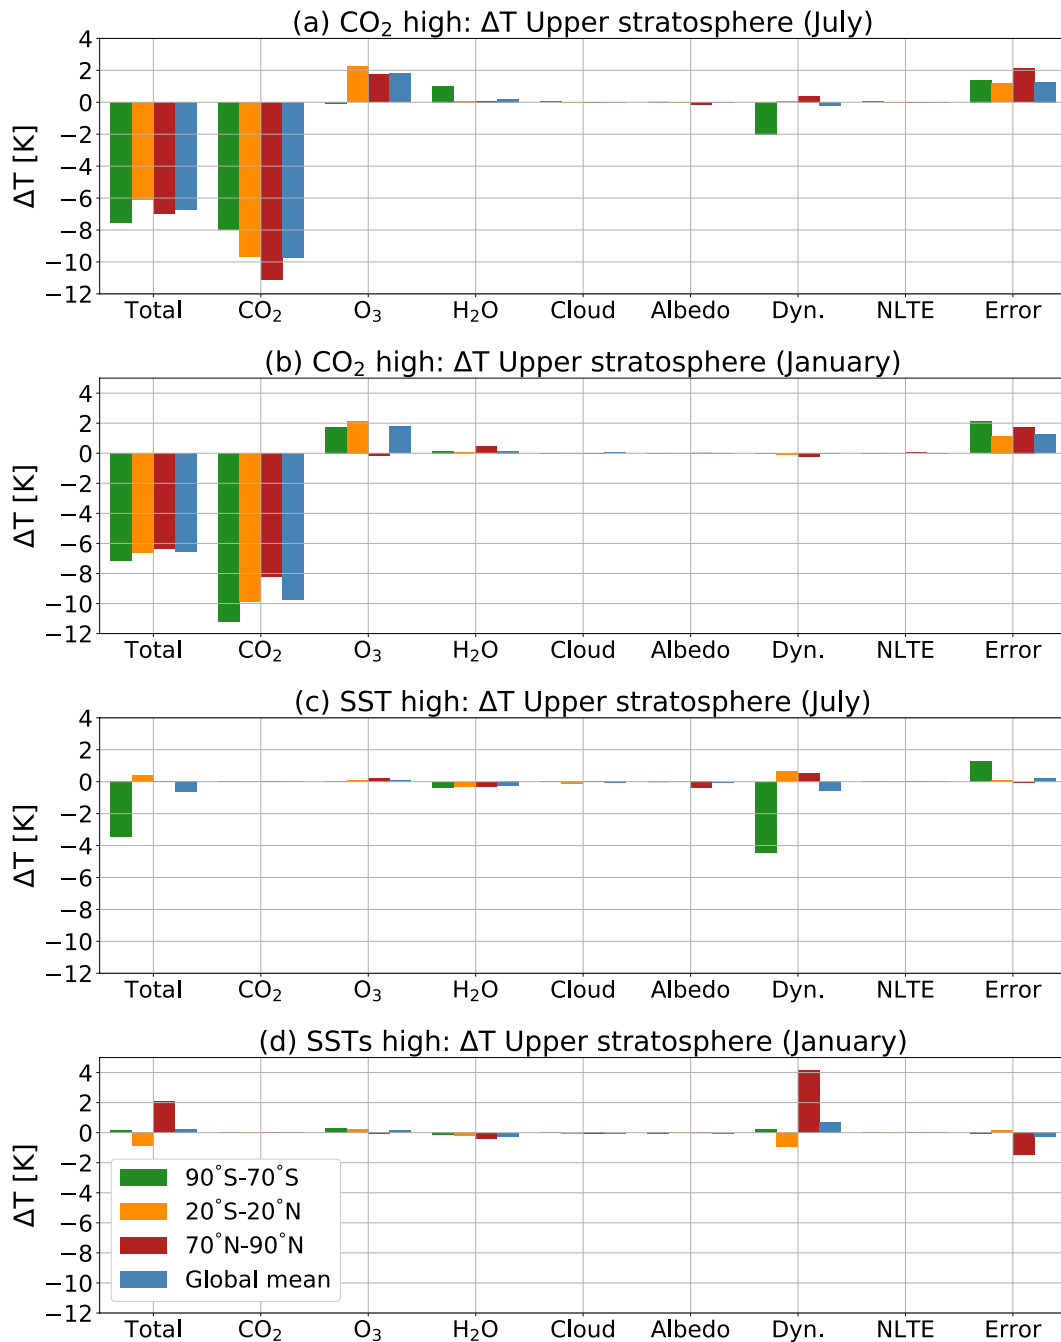 (a) CO₂ high: ΔT Upper stratosphere (July)
ΔT [K]
4
2
0
−2
−4
−6
−8
−10
−12
Total CO₂ O₃ H₂O Cloud Albedo Dyn. NLTE Error
(b) CO₂ high: ΔT Upper stratosphere (January)
ΔT [K]
4
2
0
−2
−4
−6
−8
−10
−12
Total CO₂ O₃ H₂O Cloud Albedo Dyn. NLTE Error
(c) SST high: ΔT Upper stratosphere (July)
ΔT [K]
4
2
0
−2
−4
−6
−8
−10
−12
Total CO₂ O₃ H₂O Cloud Albedo Dyn. NLTE Error
(d) SSTs high: ΔT Upper stratosphere (January)
ΔT [K]
4
2
0
−2
−4
−6
−8
−10
−12
90°S-70°S
20°S-20°N
70°N-90°N
Global mean
Total CO₂ O₃ H₂O Cloud Albedo Dyn. NLTE Error